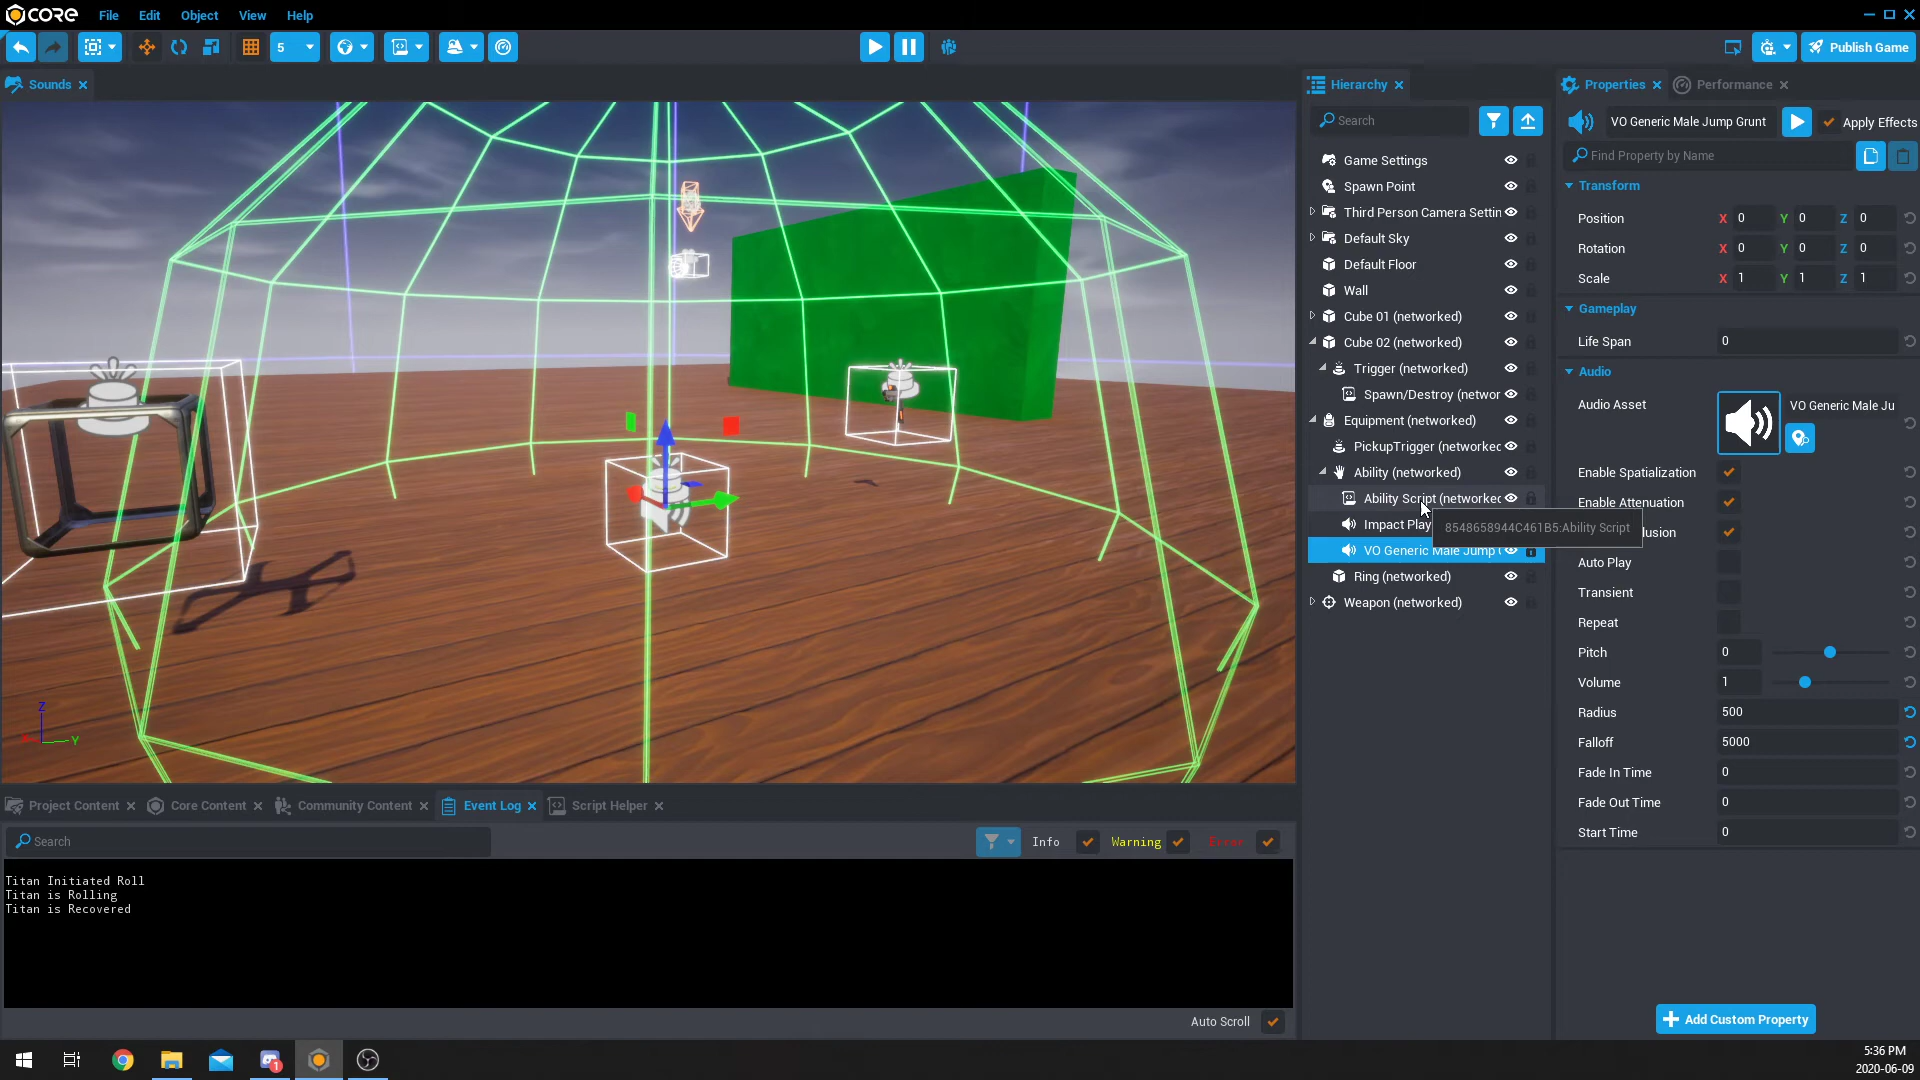 CORE
File Edit Object View Help
5
Publish Game
Sounds
Hierarchy
Properties
Performance
Search
VO Generic Male Jump Grunt
Apply Effects
Find Property by Name
Game Settings
Spawn Point
Third Person Camera Settin
Default Sky
Default Floor
Wall
Cube 01 (networked)
Cube 02 (networked)
Trigger (networked)
Spawn/Destroy (networ
Equipment (networked)
PickupTrigger (networked
Ability (networked)
Ability Script (networked
Impact Play
8548658944C461B5:Ability Script
VO Generic Male Jump
Ring (networked)
Weapon (networked)
Transform
Position X 0 Y 0 Z 0
Rotation X 0 Y 0 Z 0
Scale X 1 Y 1 Z 1
Gameplay
Life Span 0
Audio
Audio Asset VO Generic Male Ju
Enable Spatialization
Enable Attenuation
lusion
Auto Play
Transient
Repeat
Pitch 0
Volume 1
Radius 500
Falloff 5000
Fade In Time 0
Fade Out Time 0
Start Time 0
Add Custom Property
Z
Y
Project Content
Core Content
Community Content
Event Log
Script Helper
Search
Info
Warning
Error
Titan Initiated Roll
Titan is Rolling
Titan is Recovered
Auto Scroll
1
5:36 PM
2020-06-09